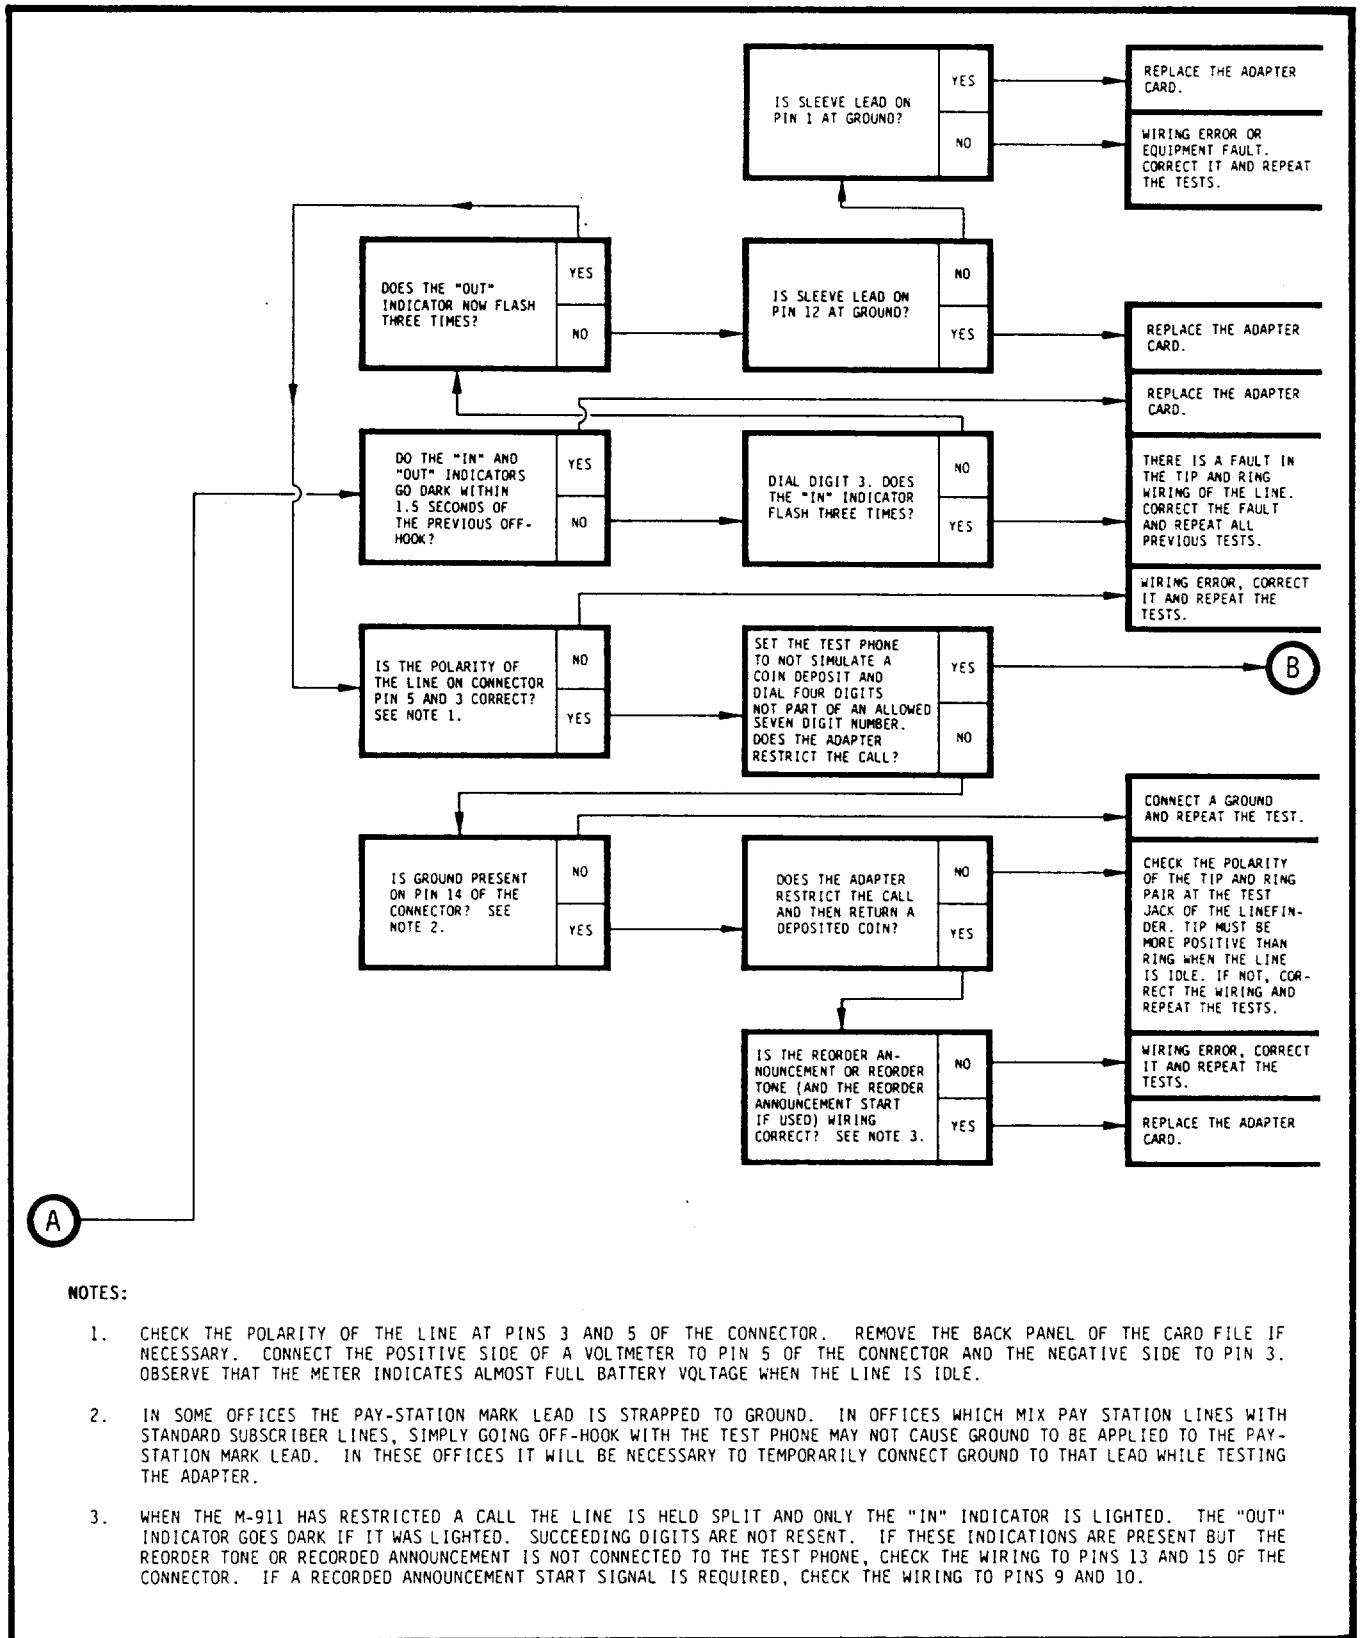 IS SLEEVE LEAD ON
PIN 1 AT GROUND?
YES
NO
REPLACE THE ADAPTER
CARD.
WIRING ERROR OR
EQUIPMENT FAULT.
CORRECT IT AND REPEAT
THE TESTS.
DOES THE "OUT"
INDICATOR NOW FLASH
THREE TIMES?
YES
NO
IS SLEEVE LEAD ON
PIN 12 AT GROUND?
NO
YES
REPLACE THE ADAPTER
CARD.
REPLACE THE ADAPTER
CARD.
DO THE "IN" AND
"OUT" INDICATORS
GO DARK WITHIN
1.5 SECONDS OF
THE PREVIOUS OFF-
HOOK?
YES
NO
DIAL DIGIT 3. DOES
THE "IN" INDICATOR
FLASH THREE TIMES?
NO
YES
THERE IS A FAULT IN
THE TIP AND RING
WIRING OF THE LINE.
CORRECT THE FAULT
AND REPEAT ALL
PREVIOUS TESTS.
WIRING ERROR, CORRECT
IT AND REPEAT THE
TESTS.
IS THE POLARITY OF
THE LINE ON CONNECTOR
PIN 5 AND 3 CORRECT?
SEE NOTE 1.
NO
YES
SET THE TEST PHONE
TO NOT SIMULATE A
COIN DEPOSIT AND
DIAL FOUR DIGITS
NOT PART OF AN ALLOWED
SEVEN DIGIT NUMBER.
DOES THE ADAPTER
RESTRICT THE CALL?
YES
NO
B
IS GROUND PRESENT
ON PIN 14 OF THE
CONNECTOR? SEE
NOTE 2.
NO
YES
DOES THE ADAPTER
RESTRICT THE CALL
AND THEN RETURN A
DEPOSITED COIN?
NO
YES
CONNECT A GROUND
AND REPEAT THE TEST.
CHECK THE POLARITY
OF THE TIP AND RING
PAIR AT THE TEST
JACK OF THE LINEFIN-
DER. TIP MUST BE
MORE POSITIVE THAN
RING WHEN THE LINE
IS IDLE. IF NOT, COR-
RECT THE WIRING AND
REPEAT THE TESTS.
IS THE REORDER AN-
NOUNCEMENT OR REORDER
TONE (AND THE REORDER
ANNOUNCEMENT START
IF USED) WIRING
CORRECT? SEE NOTE 3.
NO
YES
WIRING ERROR, CORRECT
IT AND REPEAT THE
TESTS.
REPLACE THE ADAPTER
CARD.
A
NOTES:
1. CHECK THE POLARITY OF THE LINE AT PINS 3 AND 5 OF THE CONNECTOR. REMOVE THE BACK PANEL OF THE CARD FILE IF
NECESSARY. CONNECT THE POSITIVE SIDE OF A VOLTMETER TO PIN 5 OF THE CONNECTOR AND THE NEGATIVE SIDE TO PIN 3.
OBSERVE THAT THE METER INDICATES ALMOST FULL BATTERY VOLTAGE WHEN THE LINE IS IDLE.
2. IN SOME OFFICES THE PAY-STATION MARK LEAD IS STRAPPED TO GROUND. IN OFFICES WHICH MIX PAY STATION LINES WITH
STANDARD SUBSCRIBER LINES, SIMPLY GOING OFF-HOOK WITH THE TEST PHONE MAY NOT CAUSE GROUND TO BE APPLIED TO THE PAY-
STATION MARK LEAD. IN THESE OFFICES IT WILL BE NECESSARY TO TEMPORARILY CONNECT GROUND TO THAT LEAD WHILE TESTING
THE ADAPTER.
3. WHEN THE M-911 HAS RESTRICTED A CALL THE LINE IS HELD SPLIT AND ONLY THE "IN" INDICATOR IS LIGHTED. THE "OUT"
INDICATOR GOES DARK IF IT WAS LIGHTED. SUCCEEDING DIGITS ARE NOT RESENT. IF THESE INDICATIONS ARE PRESENT BUT THE
REORDER TONE OR RECORDED ANNOUNCEMENT IS NOT CONNECTED TO THE TEST PHONE, CHECK THE WIRING TO PINS 13 AND 15 OF THE
CONNECTOR. IF A RECORDED ANNOUNCEMENT START SIGNAL IS REQUIRED, CHECK THE WIRING TO PINS 9 AND 10.